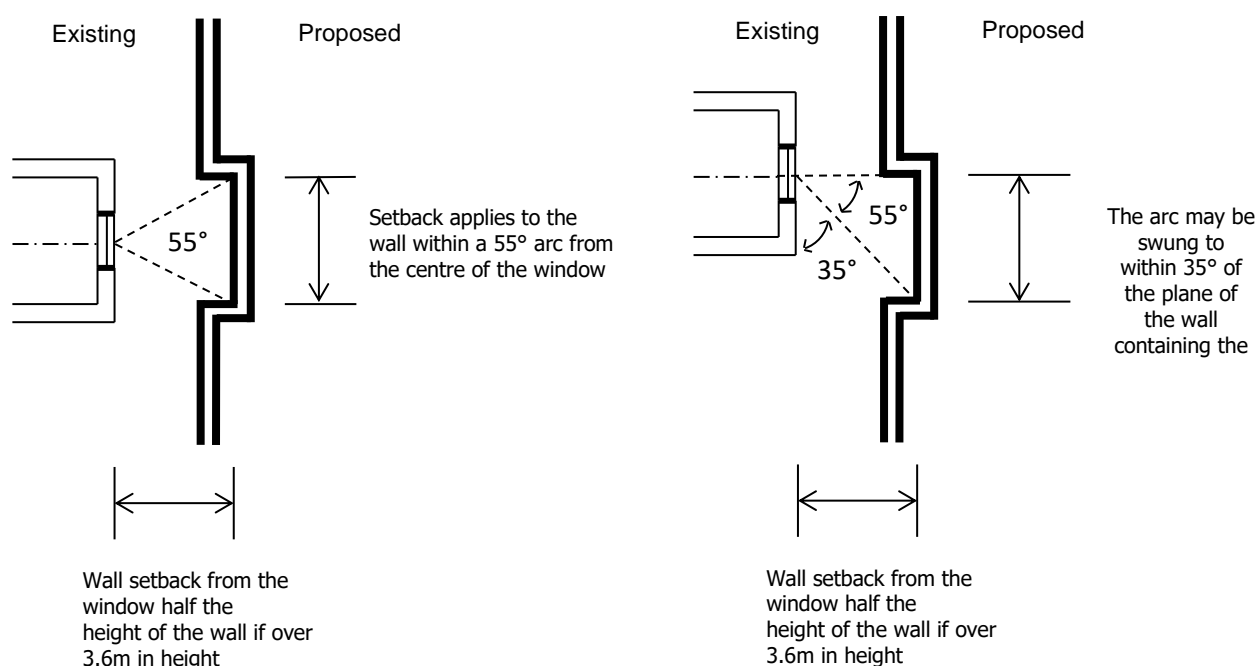 Existing
Proposed
55°
Setback applies to the
wall within a 55° arc from
the centre of the window
Wall setback from the
window half the
height of the wall if over
3.6m in height
Existing
Proposed
55°
35°
The arc may be
swung to
within 35° of
the plane of
the wall
containing the
Wall setback from the
window half the
height of the wall if over
3.6m in height